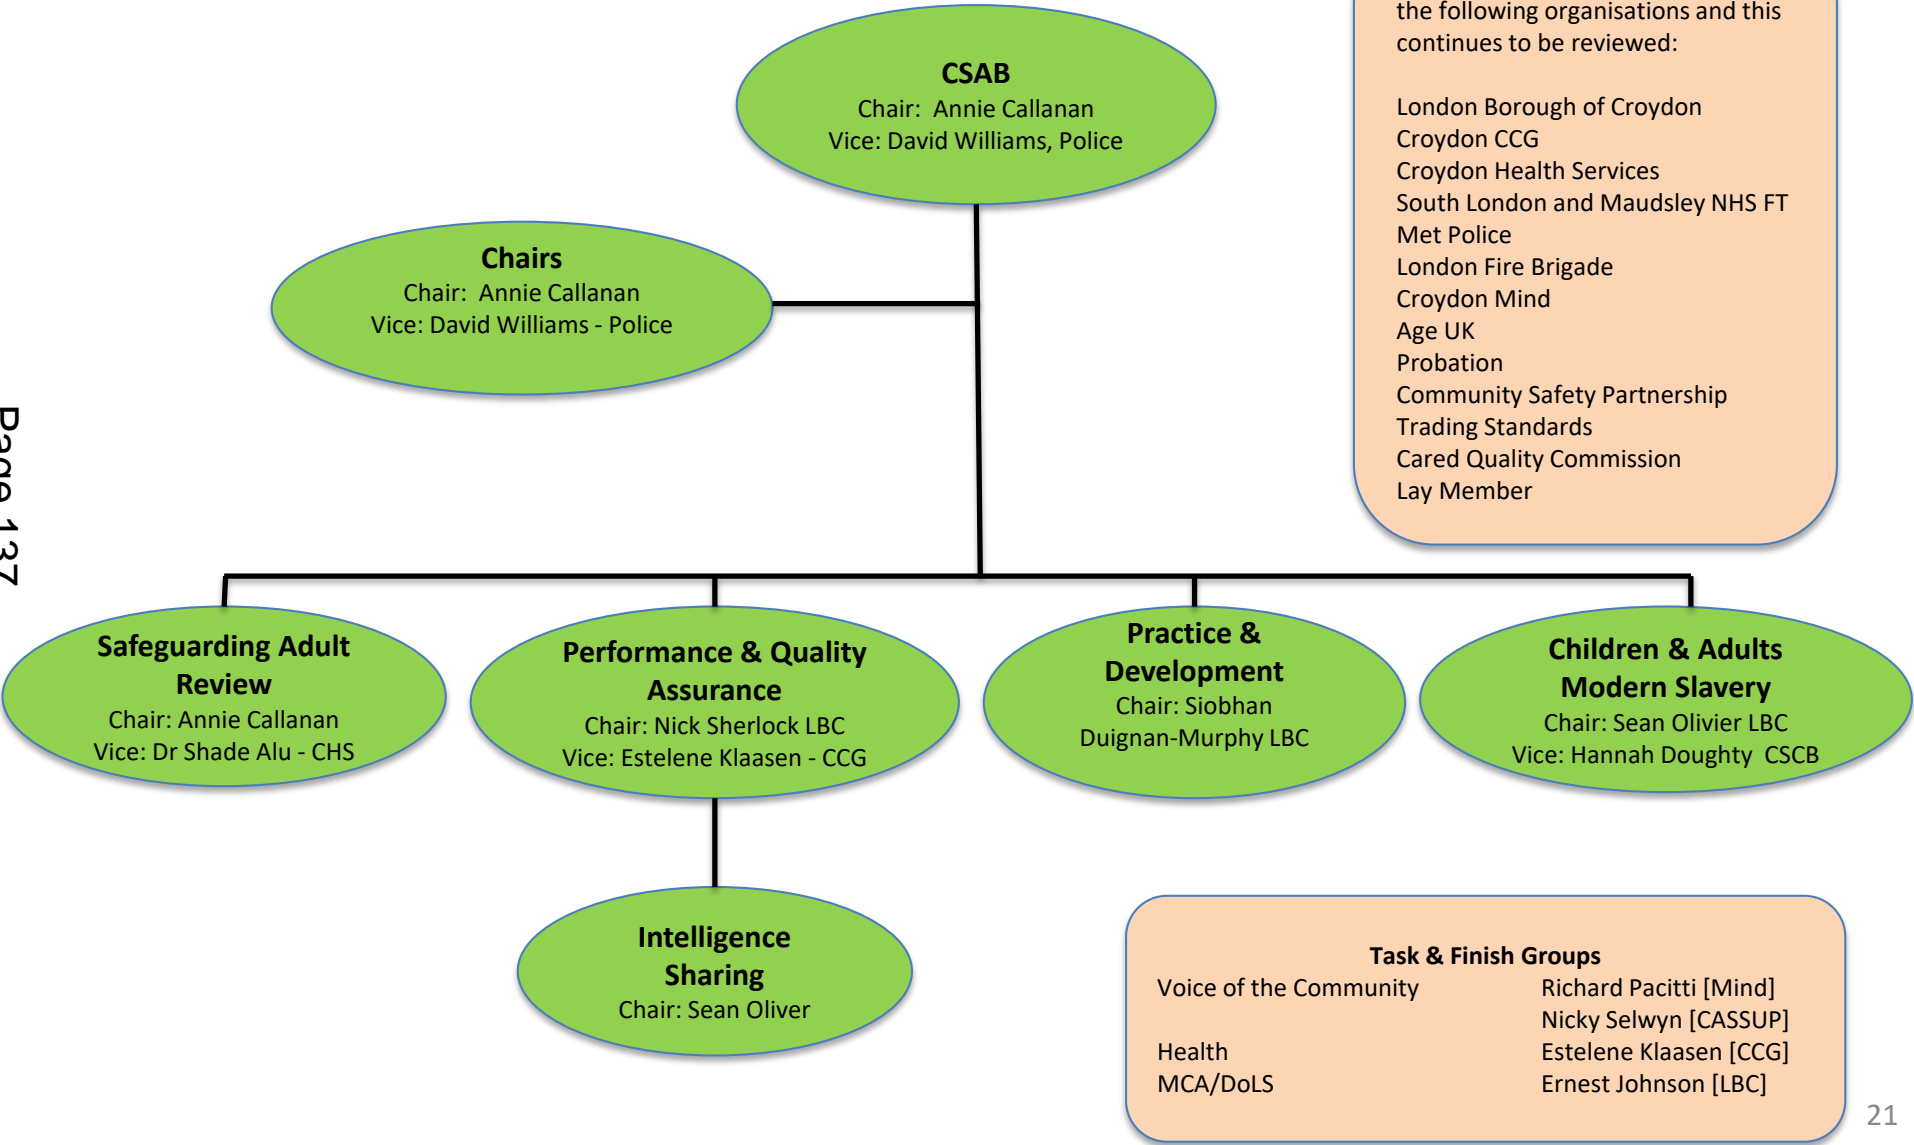 the following organisations and this
continues to be reviewed:
London Borough of Croydon
Croydon CCG
Croydon Health Services
South London and Maudsley NHS FT
Met Police
London Fire Brigade
Croydon Mind
Age UK
Probation
Community Safety Partnership
Trading Standards
Cared Quality Commission
Lay Member
CSAB
Chair: Annie Callanan
Vice: David Williams, Police
Chairs
Chair: Annie Callanan
Vice: David Williams - Police
Page 137
Safeguarding Adult
Review
Chair: Annie Callanan
Vice: Dr Shade Alu - CHS
Performance & Quality
Assurance
Chair: Nick Sherlock LBC
Vice: Estelene Klaasen - CCG
Practice &
Development
Chair: Siobhan
Duignan-Murphy LBC
Children & Adults
Modern Slavery
Chair: Sean Olivier LBC
Vice: Hannah Doughty CSCB
Intelligence
Sharing
Chair: Sean Oliver
Task & Finish Groups
Voice of the Community Richard Pacitti [Mind]
Nicky Selwyn [CASSUP]
Health Estelene Klaasen [CCG]
MCA/DoLS Ernest Johnson [LBC]
21